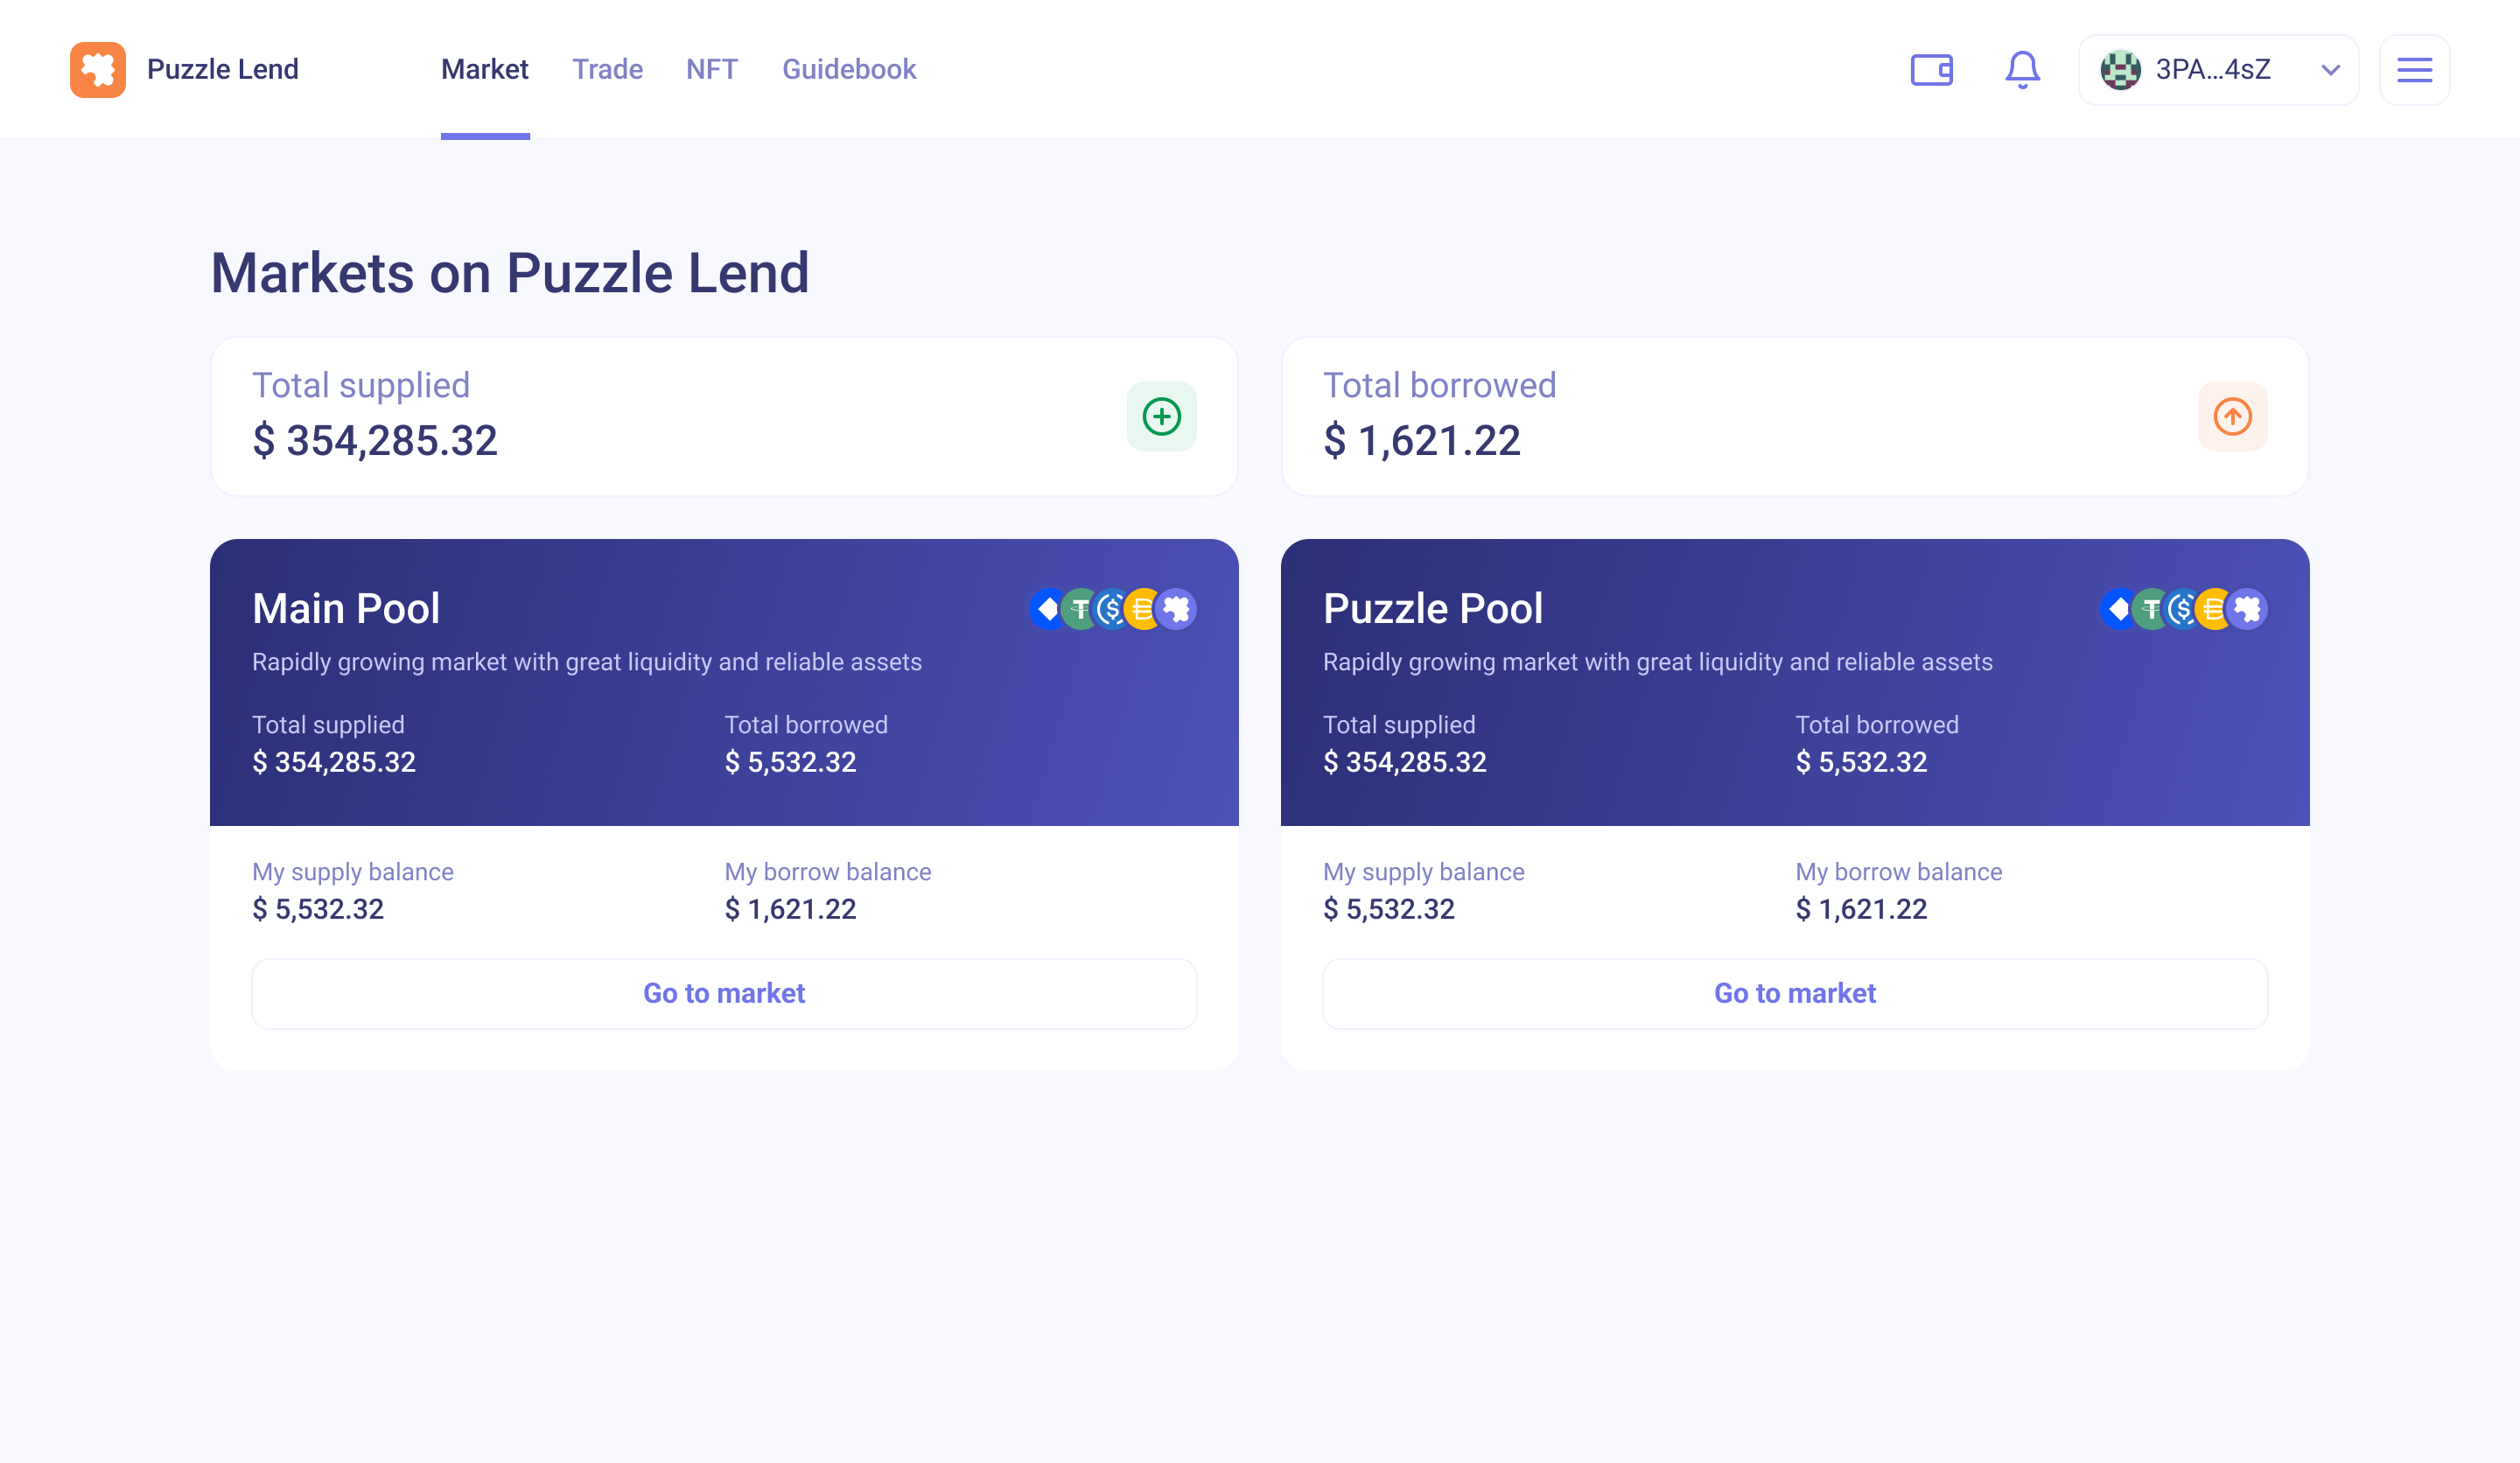 Puzzle Lend
Market
Trade
NFT
Guidebook
3PA...4sZ
Markets on Puzzle Lend
Total supplied
$ 354,285.32
Total borrowed
$ 1,621.22
Main Pool
Rapidly growing market with great liquidity and reliable assets
Total supplied
$ 354,285.32
Total borrowed
$ 5,532.32
My supply balance
$ 5,532.32
My borrow balance
$ 1,621.22
Go to market
Puzzle Pool
Rapidly growing market with great liquidity and reliable assets
Total supplied
$ 354,285.32
Total borrowed
$ 5,532.32
My supply balance
$ 5,532.32
My borrow balance
$ 1,621.22
Go to market